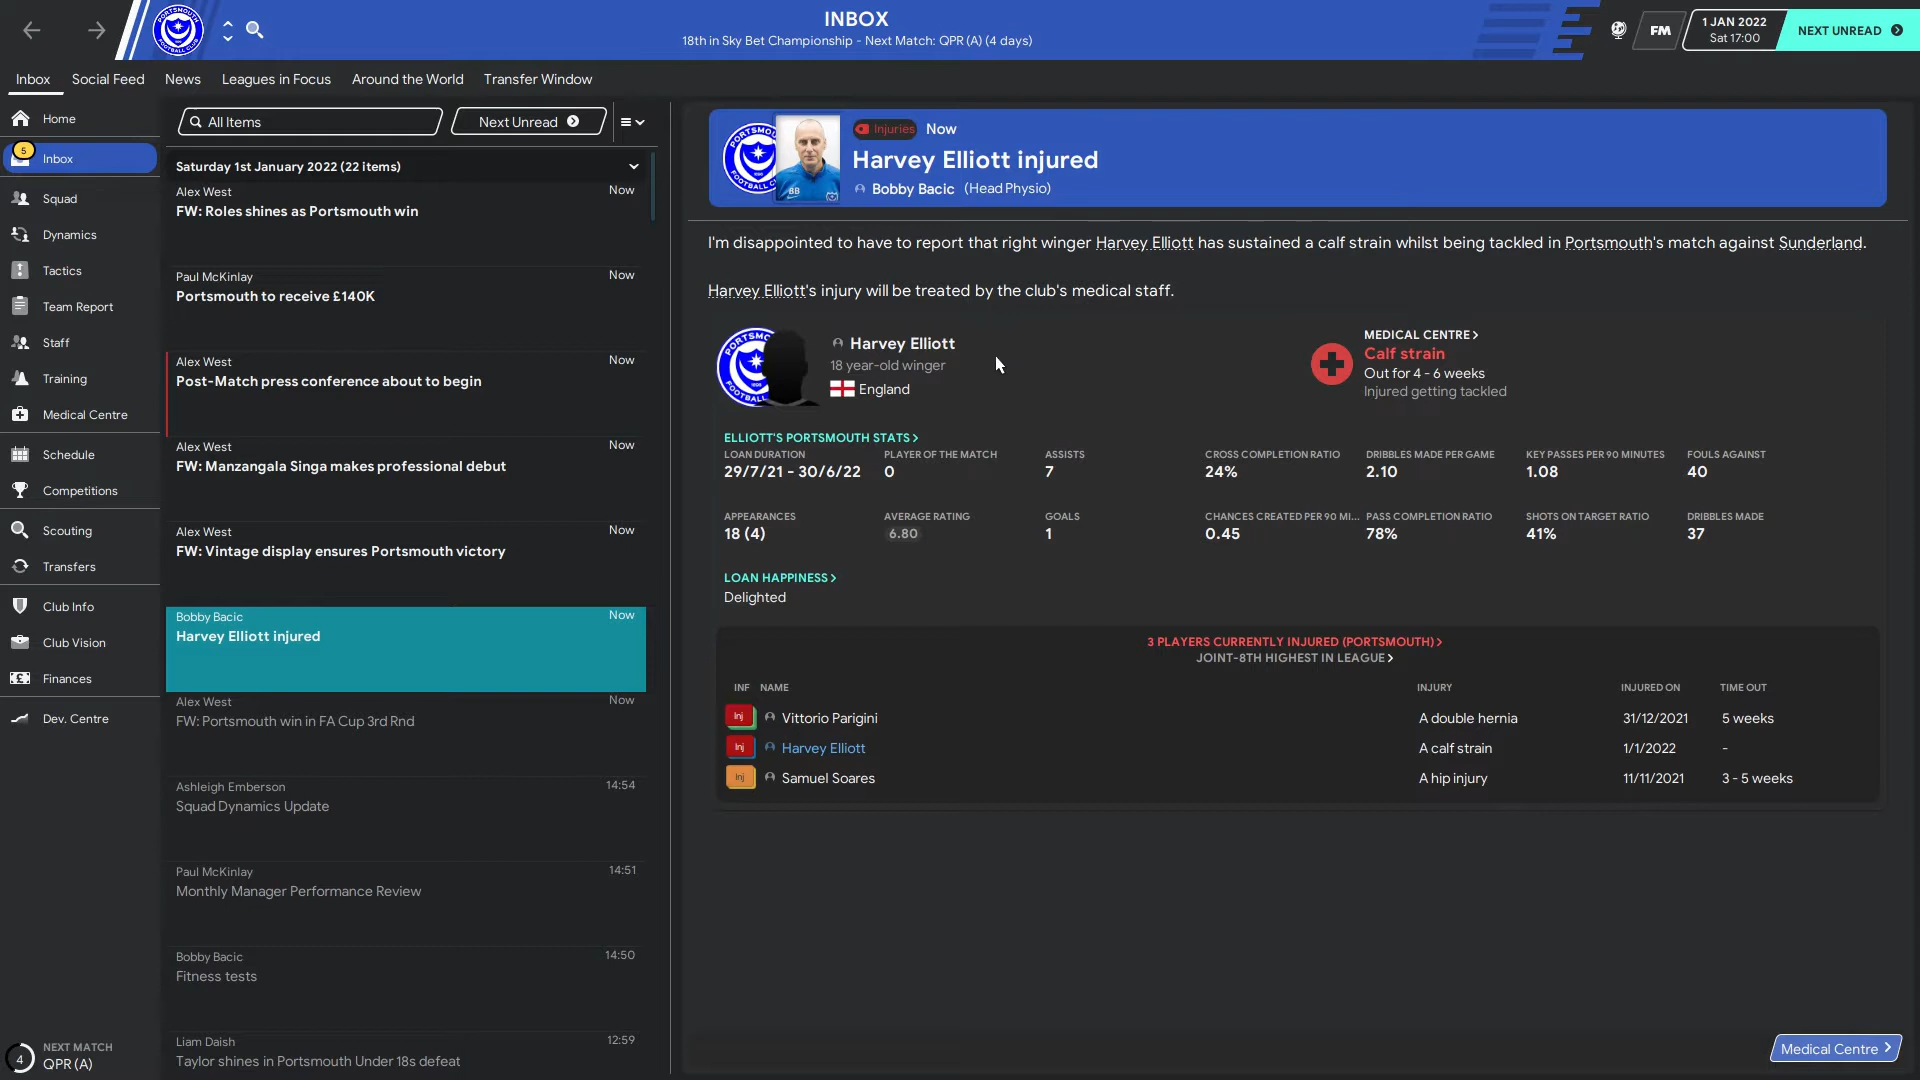 INBOX
18th in Sky Bet Championship - Next Match: QPR (A) (4 days)
FM
1 JAN 2022
Sat 17:00
NEXT UNREAD
Inbox
Social Feed
News
Leagues in Focus
Around the World
Transfer Window
Home
5
Inbox
Squad
Dynamics
Tactics
Team Report
Staff
Training
Medical Centre
Schedule
Competitions
Scouting
Transfers
Club Info
Club Vision
Finances
Dev. Centre
4
NEXT MATCH
QPR (A)
All Items
Next Unread
Saturday 1st January 2022 (22 items)
Alex West
Now
FW: Roles shines as Portsmouth win
Paul McKinlay
Now
Portsmouth to receive £140K
Alex West
Now
Post-Match press conference about to begin
Alex West
Now
FW: Manzangala Singa makes professional debut
Alex West
Now
FW: Vintage display ensures Portsmouth victory
Bobby Bacic
Now
Harvey Elliott injured
Alex West
Now
FW: Portsmouth win in FA Cup 3rd Rnd
Ashleigh Emberson
14:54
Squad Dynamics Update
Paul McKinlay
14:51
Monthly Manager Performance Review
Bobby Bacic
14:50
Fitness tests
Liam Daish
12:59
Taylor shines in Portsmouth Under 18s defeat
BB
Injuries
Now
Harvey Elliott injured
Bobby Bacic (Head Physio)
I'm disappointed to have to report that right winger Harvey Elliott has sustained a calf strain whilst being tackled in Portsmouth's match against Sunderland.
Harvey Elliott's injury will be treated by the club's medical staff.
Harvey Elliott
18 year-old winger
England
MEDICAL CENTRE >
Calf strain
Out for 4 - 6 weeks
Injured getting tackled
ELLIOTT'S PORTSMOUTH STATS >
LOAN DURATION
29/7/21 - 30/6/22
PLAYER OF THE MATCH
0
ASSISTS
7
CROSS COMPLETION RATIO
24%
DRIBBLES MADE PER GAME
2.10
KEY PASSES PER 90 MINUTES
1.08
FOULS AGAINST
40
APPEARANCES
18 (4)
AVERAGE RATING
6.80
GOALS
1
CHANCES CREATED PER 90 MI...
0.45
PASS COMPLETION RATIO
78%
SHOTS ON TARGET RATIO
41%
DRIBBLES MADE
37
LOAN HAPPINESS >
Delighted
3 PLAYERS CURRENTLY INJURED (PORTSMOUTH) >
JOINT-8TH HIGHEST IN LEAGUE >
INF NAME INJURY INJURED ON TIME OUT
Inj Vittorio Parigini A double hernia 31/12/2021 5 weeks
Inj Harvey Elliott A calf strain 1/1/2022 -
Inj Samuel Soares A hip injury 11/11/2021 3 - 5 weeks
Medical Centre >